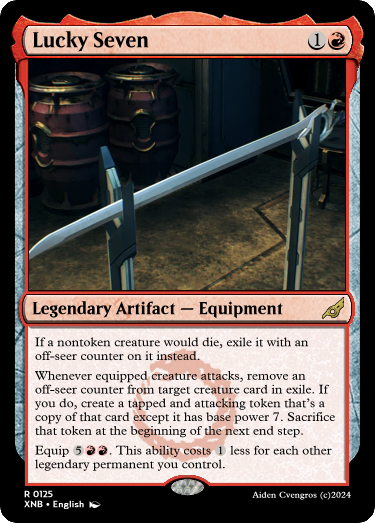 Lucky Seven 1
Legendary Artifact — Equipment
If a nontoken creature would die, exile it with an
off-seer counter on it instead.
Whenever equipped creature attacks, remove an
off-seer counter from target creature card in exile. If
you do, create a tapped and attacking token that's a
copy of that card except it has base power 7. Sacrifice
that token at the beginning of the next end step.
Equip 5. This ability costs 1 less for each other
legendary permanent you control.
R 0125
XNB • English Aiden Cvengros (c)2024